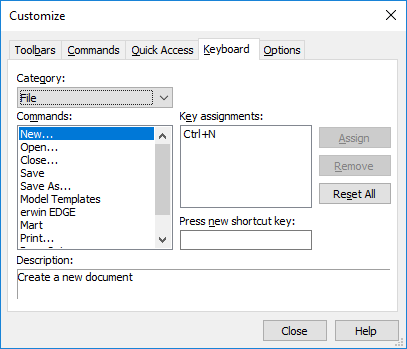 Customize
Toolbars Commands Quick Access Keyboard Options
Category:
File
Commands: Key assignments:
New... Ctrl+N
Open...
Close...
Save
Save As...
Model Templates
erwin EDGE
Mart
Print...
Assign
Remove
Reset All
Press new shortcut key:
Description:
Create a new document
Close Help